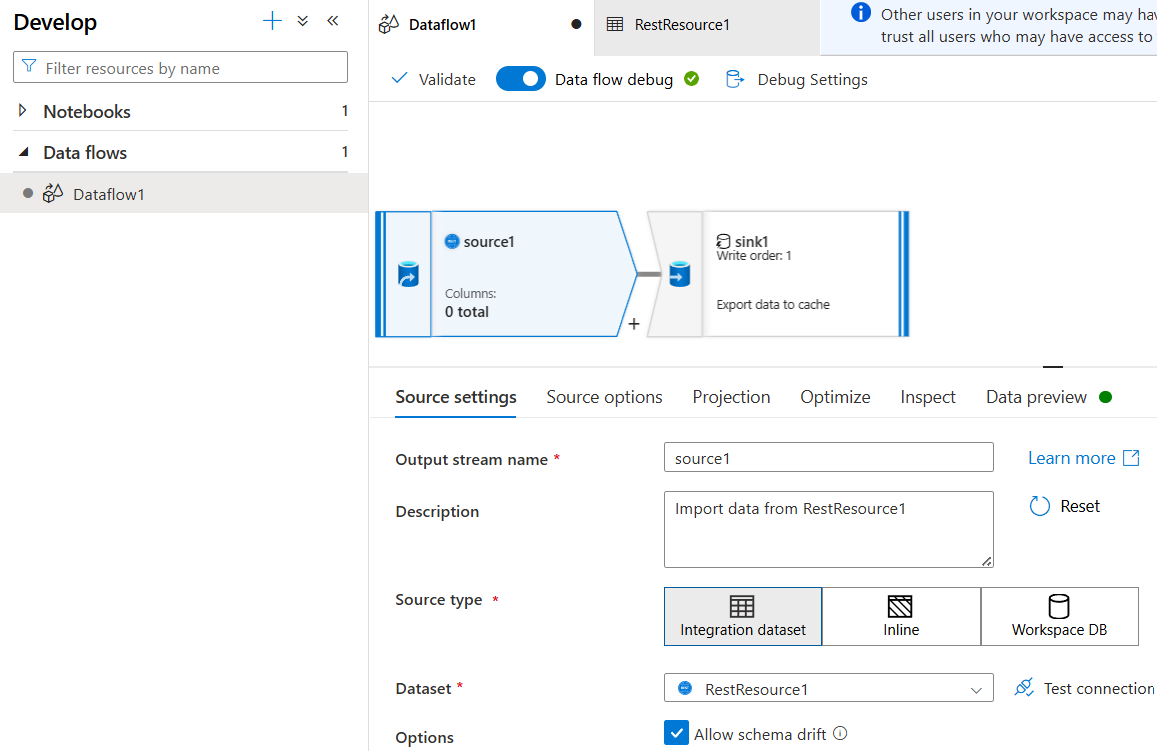 Develop
Filter resources by name
Notebooks 1
Data flows 1
Dataflow1
Dataflow1
RestResource1
Other users in your workspace may hav
trust all users who may have access to
Validate
Data flow debug
Debug Settings
REST source1
Columns:
0 total
+
sink1
Write order: 1
Export data to cache
Source settings
Source options
Projection
Optimize
Inspect
Data preview
Output stream name *
source1
Learn more
Description
Import data from RestResource1
Reset
Source type *
Integration dataset
Inline
Workspace DB
Dataset *
REST RestResource1
Test connection
Options
Allow schema drift